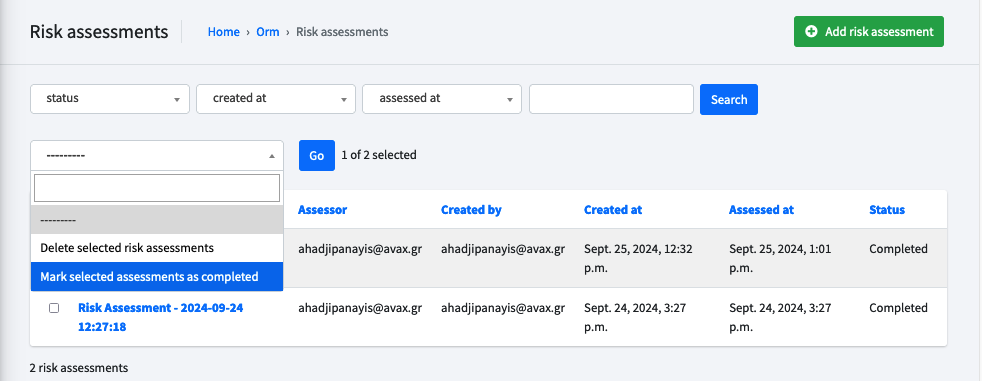 Risk assessments
Home › Orm › Risk assessments
Add risk assessment
status
created at
assessed at
Search
---------
Go
1 of 2 selected
---------
Delete selected risk assessments
Mark selected assessments as completed
Assessor Created by Created at Assessed at Status
ahadjipanayis@avax.gr ahadjipanayis@avax.gr Sept. 25, 2024, 12:32 Sept. 25, 2024, 1:01 Completed
p.m. p.m.
Risk Assessment - 2024-09-24 ahadjipanayis@avax.gr ahadjipanayis@avax.gr Sept. 24, 2024, 3:27 Sept. 24, 2024, 3:27 Completed
12:27:18 p.m. p.m.
2 risk assessments